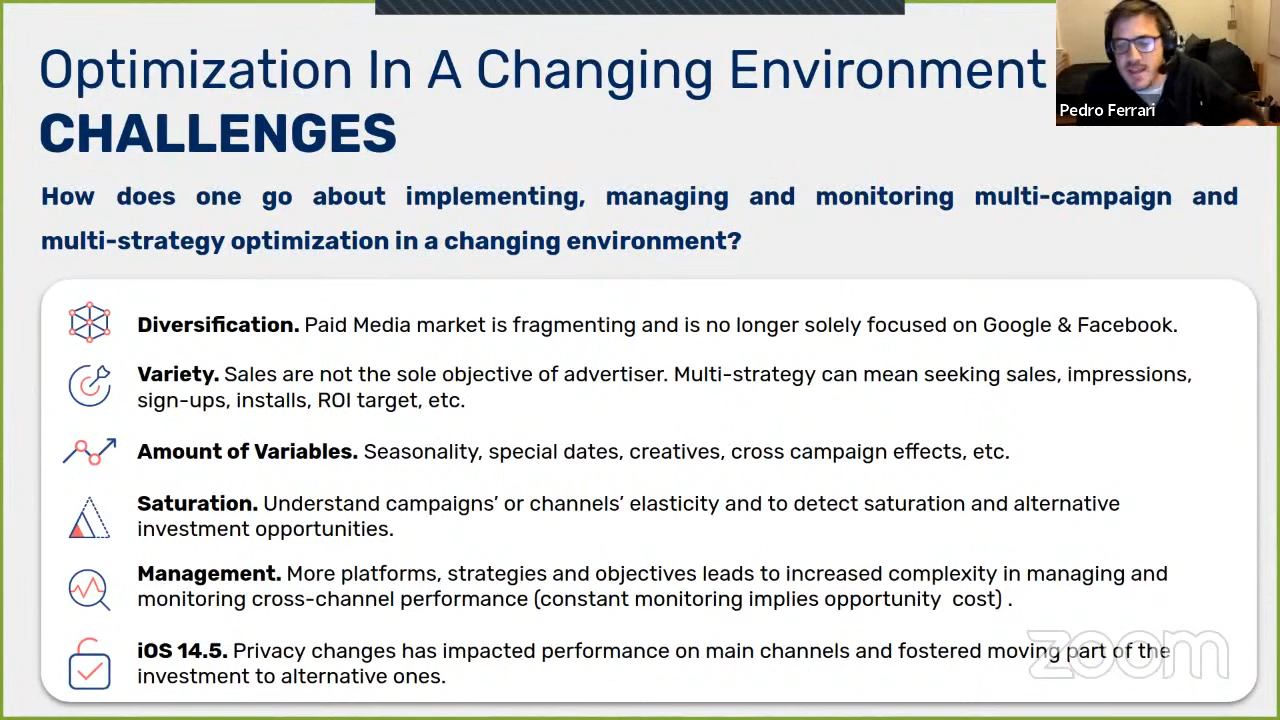 Optimization In A Changing Environment
CHALLENGES
Pedro Ferrari
How does one go about implementing, managing and monitoring multi-campaign and
multi-strategy optimization in a changing environment?
Diversification. Paid Media market is fragmenting and is no longer solely focused on Google & Facebook.
Variety. Sales are not the sole objective of advertiser. Multi-strategy can mean seeking sales, impressions,
sign-ups, installs, ROI target, etc.
Amount of Variables. Seasonality, special dates, creatives, cross campaign effects, etc.
Saturation. Understand campaigns’ or channels’ elasticity and to detect saturation and alternative
investment opportunities.
Management. More platforms, strategies and objectives leads to increased complexity in managing and
monitoring cross-channel performance (constant monitoring implies opportunity  cost) .
iOS 14.5. Privacy changes has impacted performance on main channels and fostered moving part of the
investment to alternative ones.
zoom